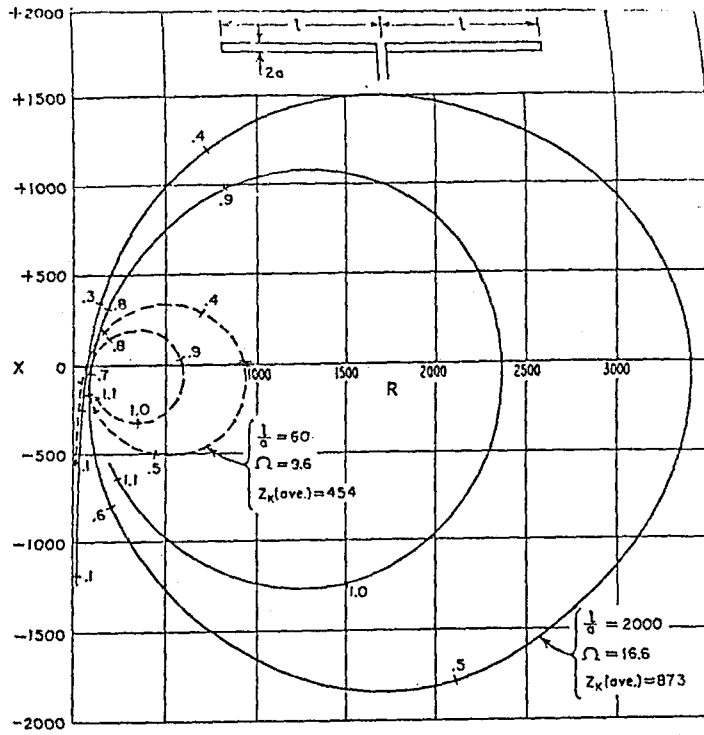 +2000
l l
2a
+1500
.4
+1000
.9
+500
.3 .8
.4
.8
.9
X 0
1000 1500 2000 2500 3000
R
.7
1.1
1.0
l/a = 60
Ω = 9.6
Zₖ(ave.) = 454
-500
.1
.5
1.1
.6
-1000
.1
1.0
l/a = 2000
Ω = 16.6
Zₖ(ave.) = 873
-1500
.5
-2000